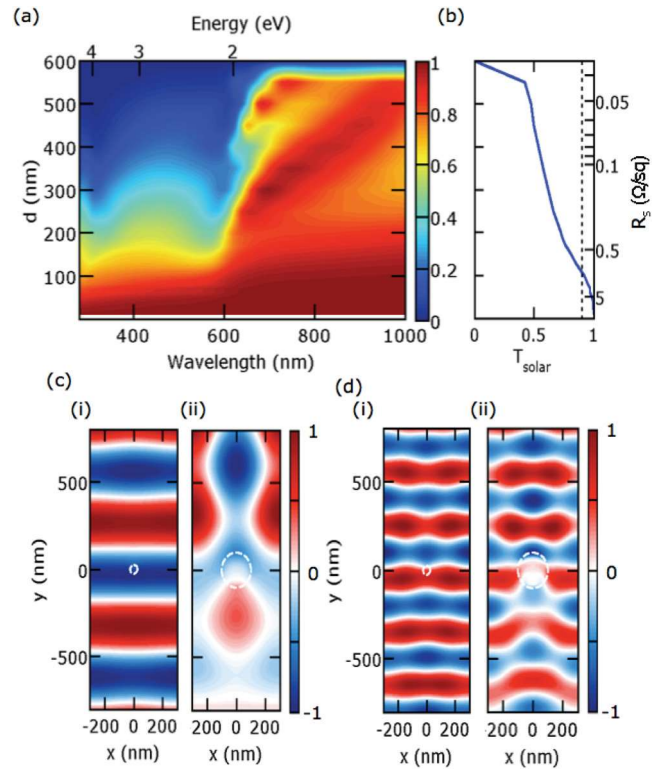 (a)
Energy (eV)
4 3 2
600
500
400
300
200
100
d (nm)
400 600 800 1000
Wavelength (nm)
1
0.8
0.6
0.4
0.2
0
(b)
0.05
0.1
0.5
5
Rs (Ω/sq)
0 0.5 1
Tsolar
(c)
(i) (ii)
500
0
-500
y (nm)
-200 0 200
-200 0 200
x (nm) x (nm)
1
0
-1
(d)
(i) (ii)
500
0
-500
y (nm)
-200 0 200
-200 0 200
x (nm) x (nm)
1
0
-1